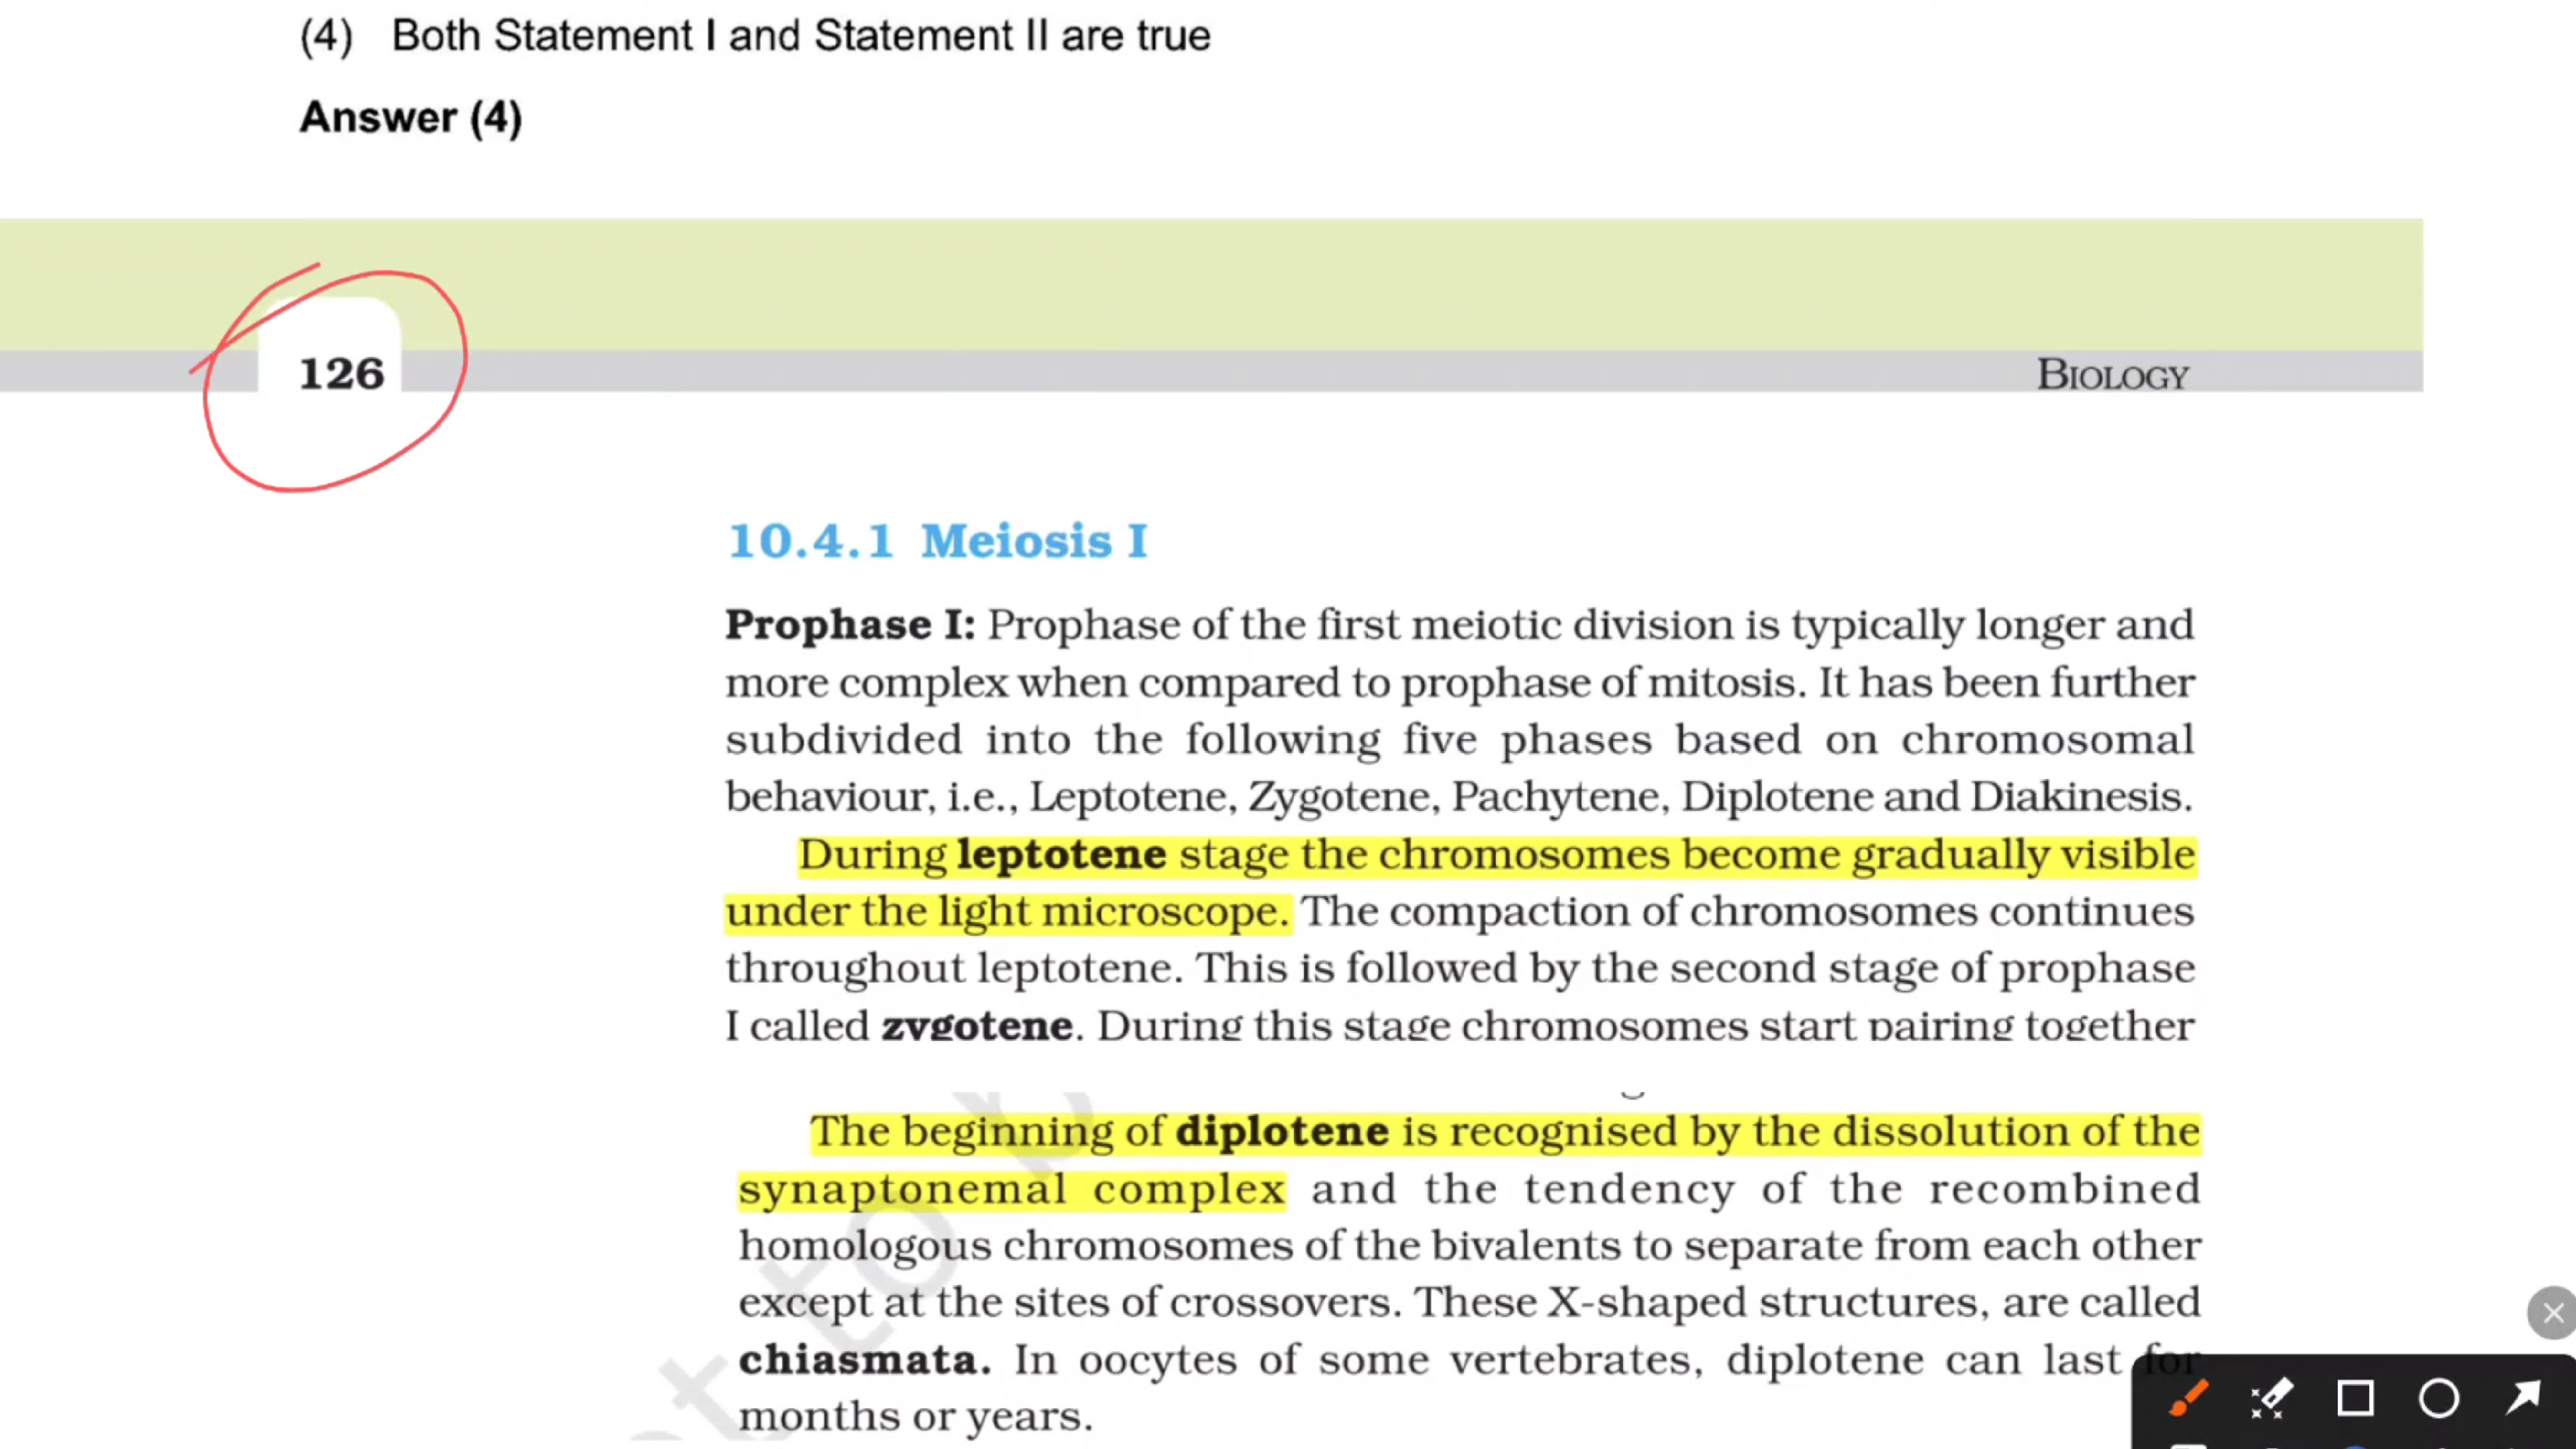 (4) Both Statement I and Statement II are true
Answer (4)
126
BIOLOGY
10.4.1 Meiosis I
Prophase I: Prophase of the first meiotic division is typically longer and
more complex when compared to prophase of mitosis. It has been further
subdivided into the following five phases based on chromosomal
behaviour, i.e., Leptotene, Zygotene, Pachytene, Diplotene and Diakinesis.
During leptotene stage the chromosomes become gradually visible
under the light microscope. The compaction of chromosomes continues
throughout leptotene. This is followed by the second stage of prophase
I called zygotene. During this stage chromosomes start pairing together
The beginning of diplotene is recognised by the dissolution of the
synaptonemal complex and the tendency of the recombined
homologous chromosomes of the bivalents to separate from each other
except at the sites of crossovers. These X-shaped structures, are called
chiasmata. In oocytes of some vertebrates, diplotene can last for
months or years.